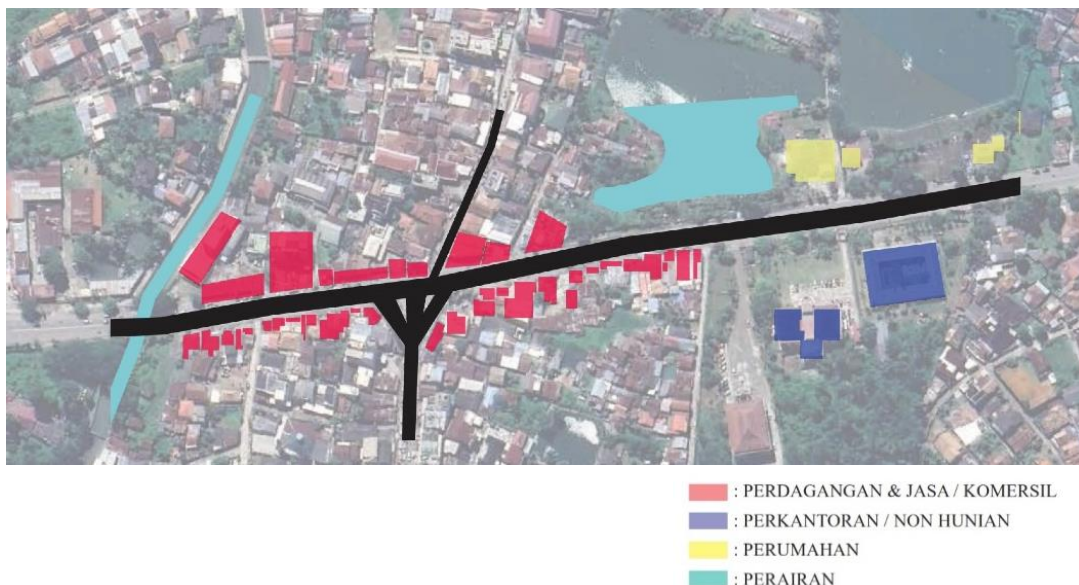 : PERDAGANGAN & JASA / KOMERSIL
: PERKANTORAN / NON HUNIAN
: PERUMAHAN
: PERAIRAN